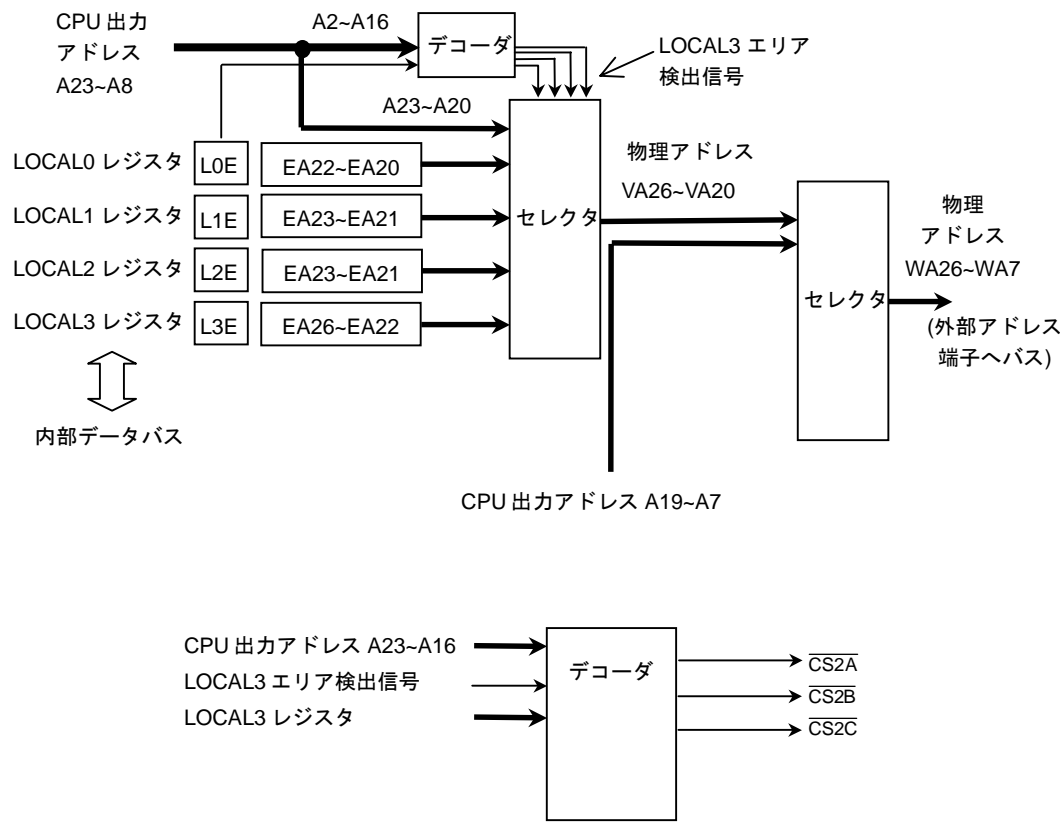 CPU 出力
アドレス
A23~A8
A2~A16
デコーダ
LOCAL3 エリア
検出信号
A23~A20
LOCAL0 レジスタ L0E EA22~EA20
LOCAL1 レジスタ L1E EA23~EA21
LOCAL2 レジスタ L2E EA23~EA21
LOCAL3 レジスタ L3E EA26~EA22
セレクタ
物理アドレス
VA26~VA20
セレクタ
物理
アドレス
WA26~WA7
(外部アドレス
端子へバス)
内部データバス
CPU 出力アドレス A19~A7
CPU 出力アドレス A23~A16
LOCAL3 エリア検出信号
LOCAL3 レジスタ
デコーダ
CS2A
CS2B
CS2C